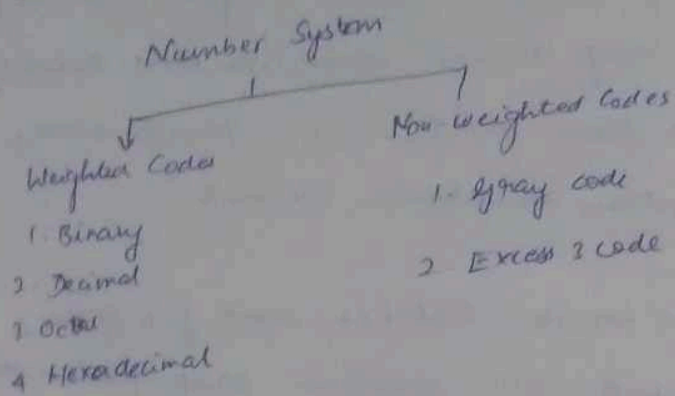 Number System
Weighted Codes
1. Binary
2 Decimal
3 Octal
4 Hexadecimal
Non-weighted Codes
1. Gray code
2 Excess 3 code